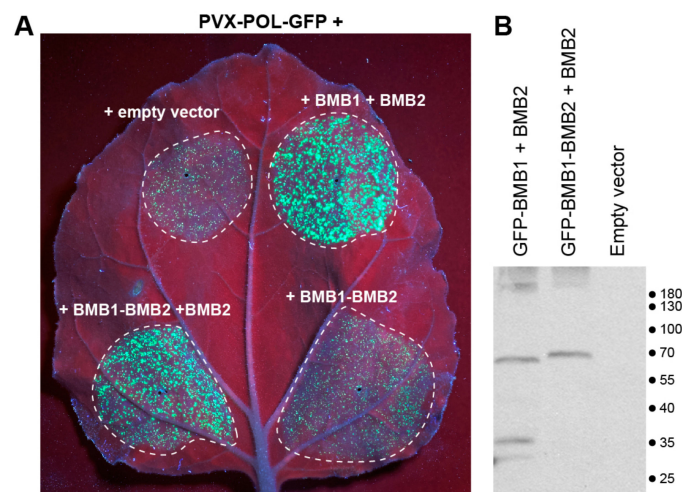 A
PVX-POL-GFP +
+ empty vector
+ BMB1 + BMB2
+ BMB1-BMB2 +BMB2
+ BMB1-BMB2
B
GFP-BMB1 + BMB2
GFP-BMB1-BMB2 + BMB2
Empty vector
180
130
100
70
55
40
35
25